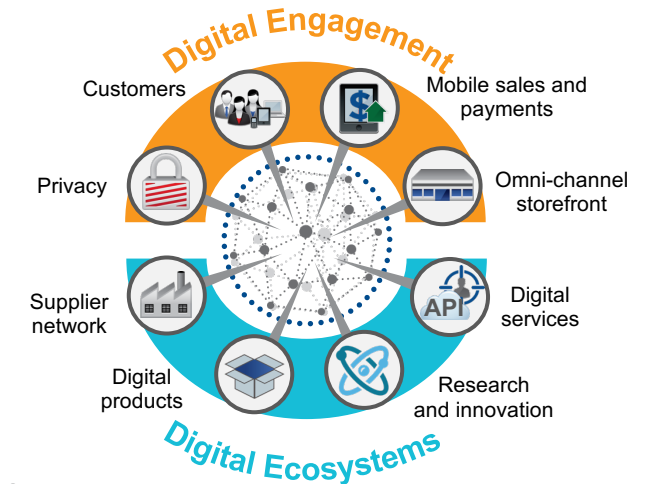 Digital Engagement
Customers
Mobile sales and
payments
Privacy
Omni-channel
storefront
Supplier
network
API
Digital
services
Digital
products
Research
and innovation
Digital Ecosystems